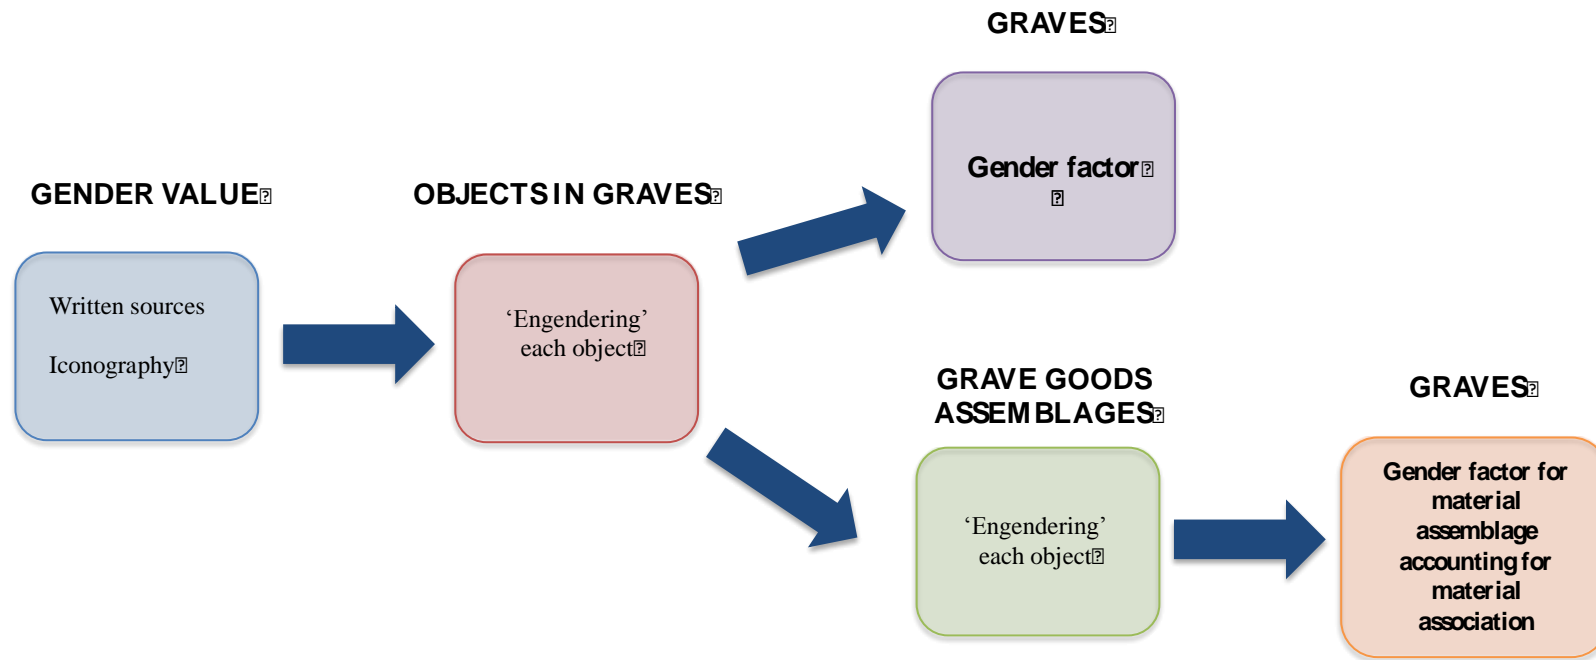 GRAVES⍰
Gender factor⍰
⍰
GENDER VALUE⍰
Written sources
Iconography⍰
OBJECTS IN GRAVES⍰
‘Engendering’
each object⍰
GRAVE GOODS
ASSEMBLAGES⍰
‘Engendering’
each object⍰
GRAVES⍰
Gender factor for
material
assemblage
accounting for
material
association